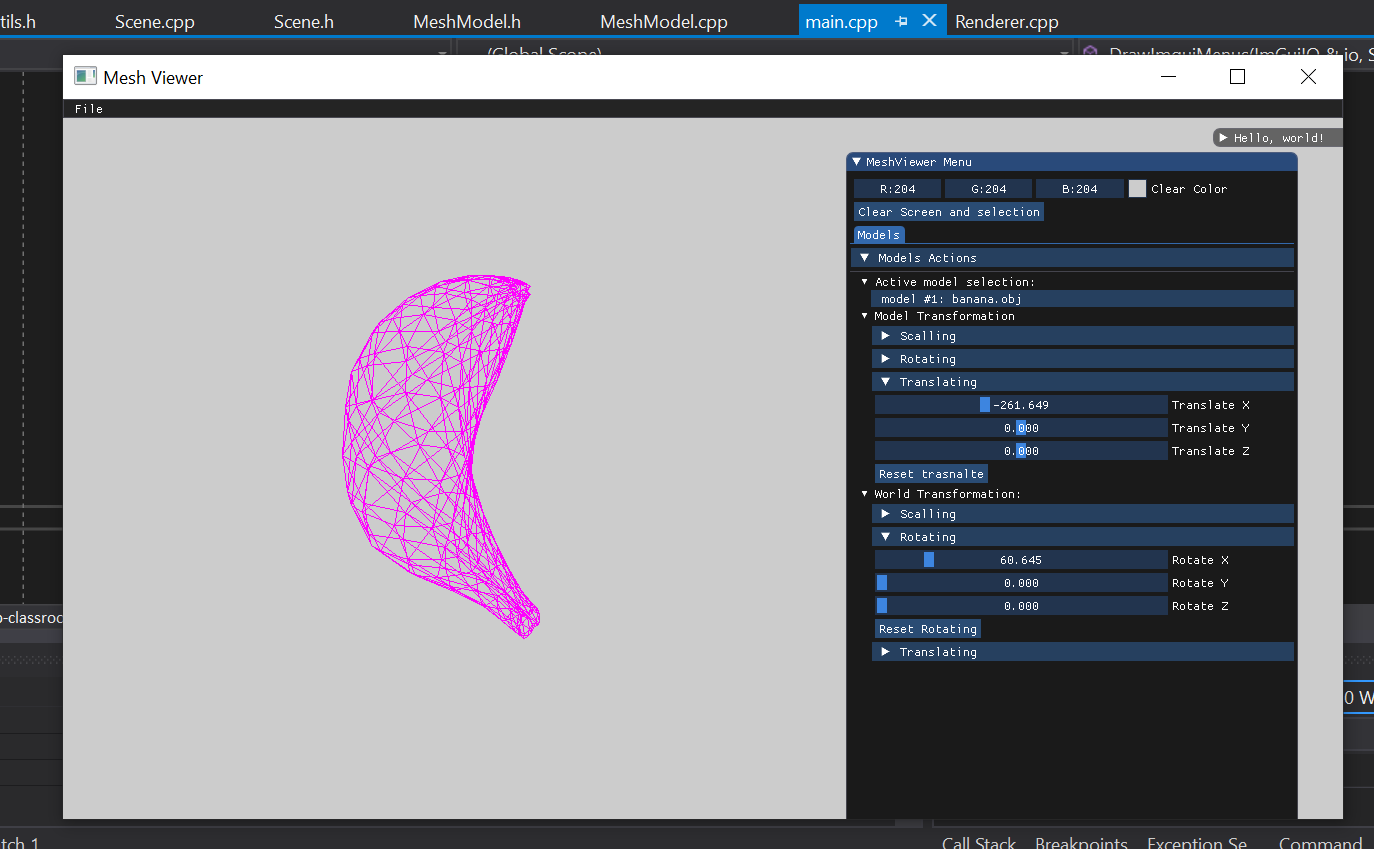 tils.h Scene.cpp Scene.h MeshModel.h MeshModel.cpp main.cpp Renderer.cpp
(Global Scope) DrawImguiMenus(ImGuiIO & io, S
Mesh Viewer
File
Hello, world!
MeshViewer Menu
R:204 G:204 B:204 Clear Color
Clear Screen and selection
Models
Models Actions
Active model selection:
model #1: banana.obj
Model Transformation
Scalling
Rotating
Translating
-261.649 Translate X
0.000 Translate Y
0.000 Translate Z
Reset trasnalte
World Transformation:
Scalling
Rotating
60.645 Rotate X
0.000 Rotate Y
0.000 Rotate Z
Reset Rotating
Translating
o-classroo
0 W
tch 1 Call Stack Breakpoints Exception Se... Command